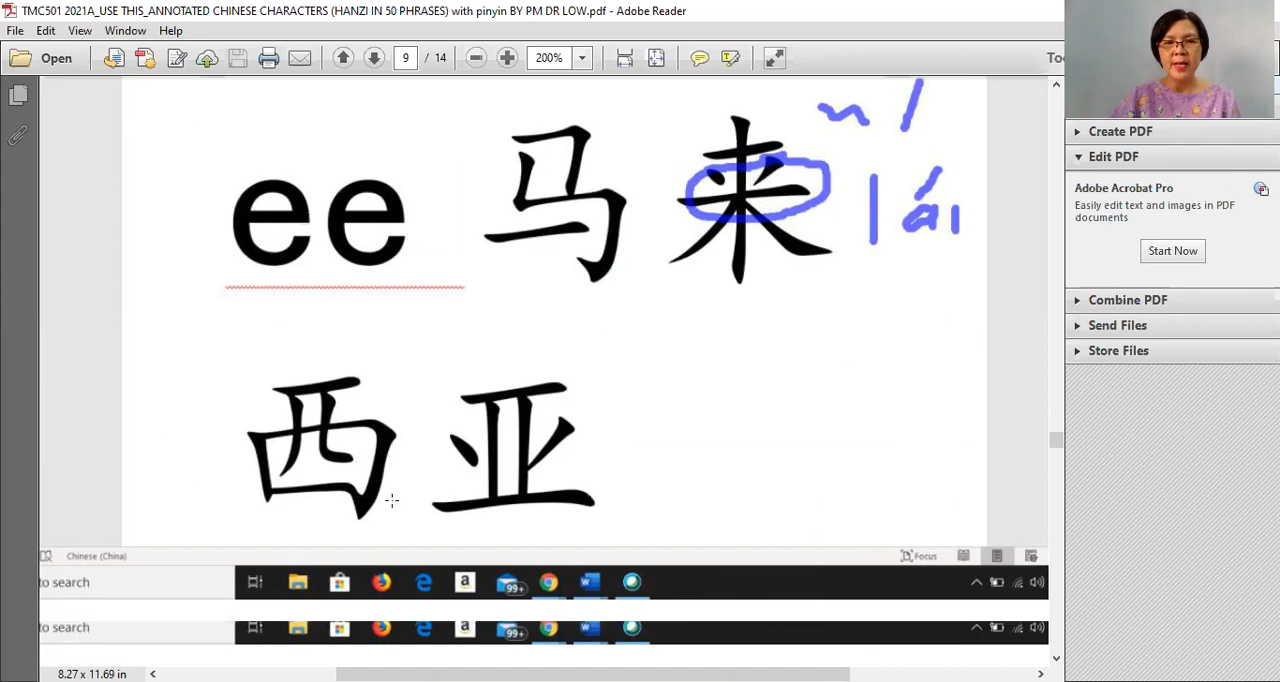 TMC501 2021A_USE THIS_ANNOTATED CHINESE CHARACTERS (HANZI IN 50 PHRASES) with pinyin BY PM DR LOW.pdf - Adobe Reader
File Edit View Window Help
Open 9 / 14 200% Too
ee 马来
lái
西亚
Create PDF
Edit PDF
Adobe Acrobat Pro
Easily edit text and images in PDF
documents
Start Now
Combine PDF
Send Files
Store Files
Chinese (China) Focus
to search 99+
to search 99+
8.27 x 11.69 in